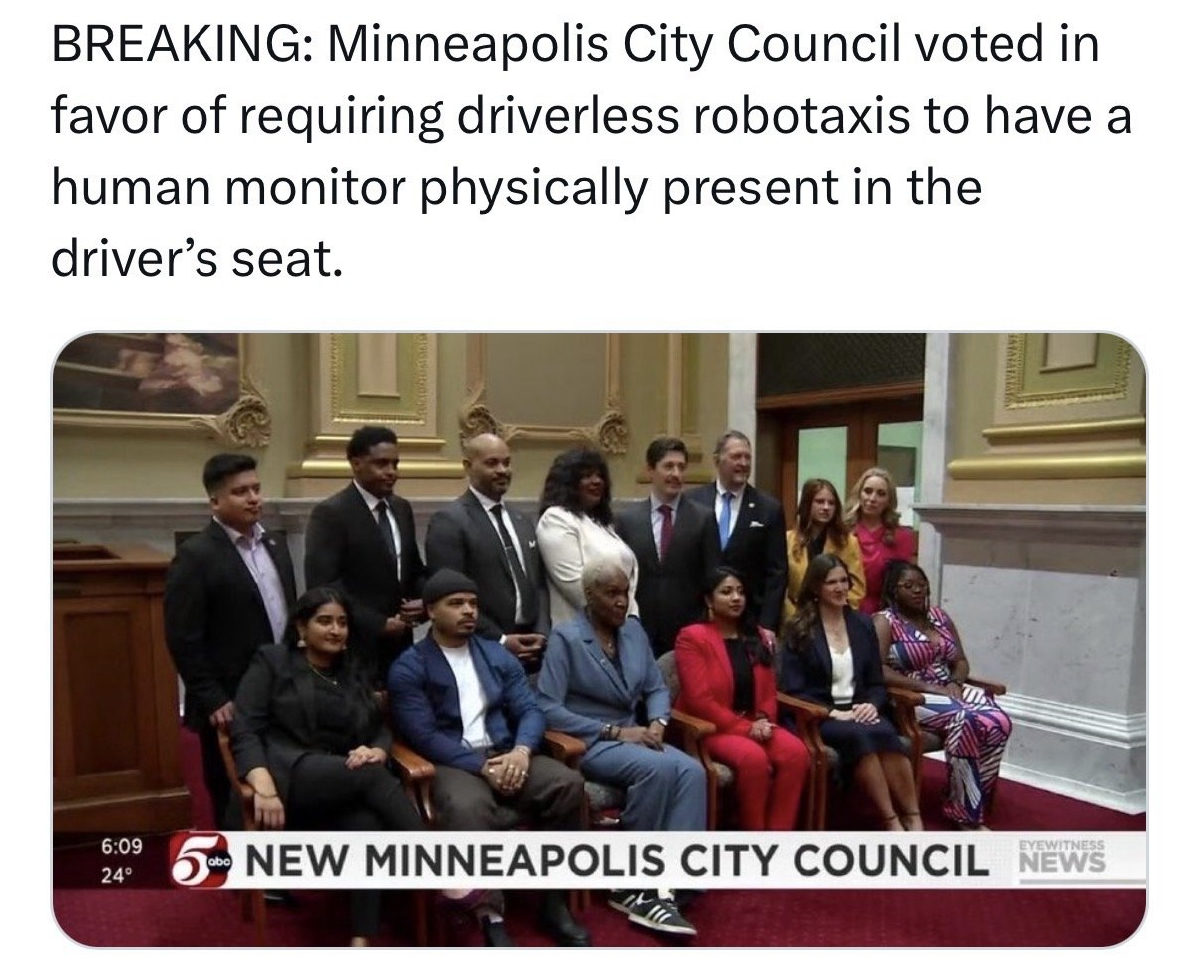 BREAKING: Minneapolis City Council voted in
favor of requiring driverless robotaxis to have a
human monitor physically present in the
driver’s seat.
6:09
24°
5 abc
NEW MINNEAPOLIS CITY COUNCIL
EYEWITNESS
NEWS